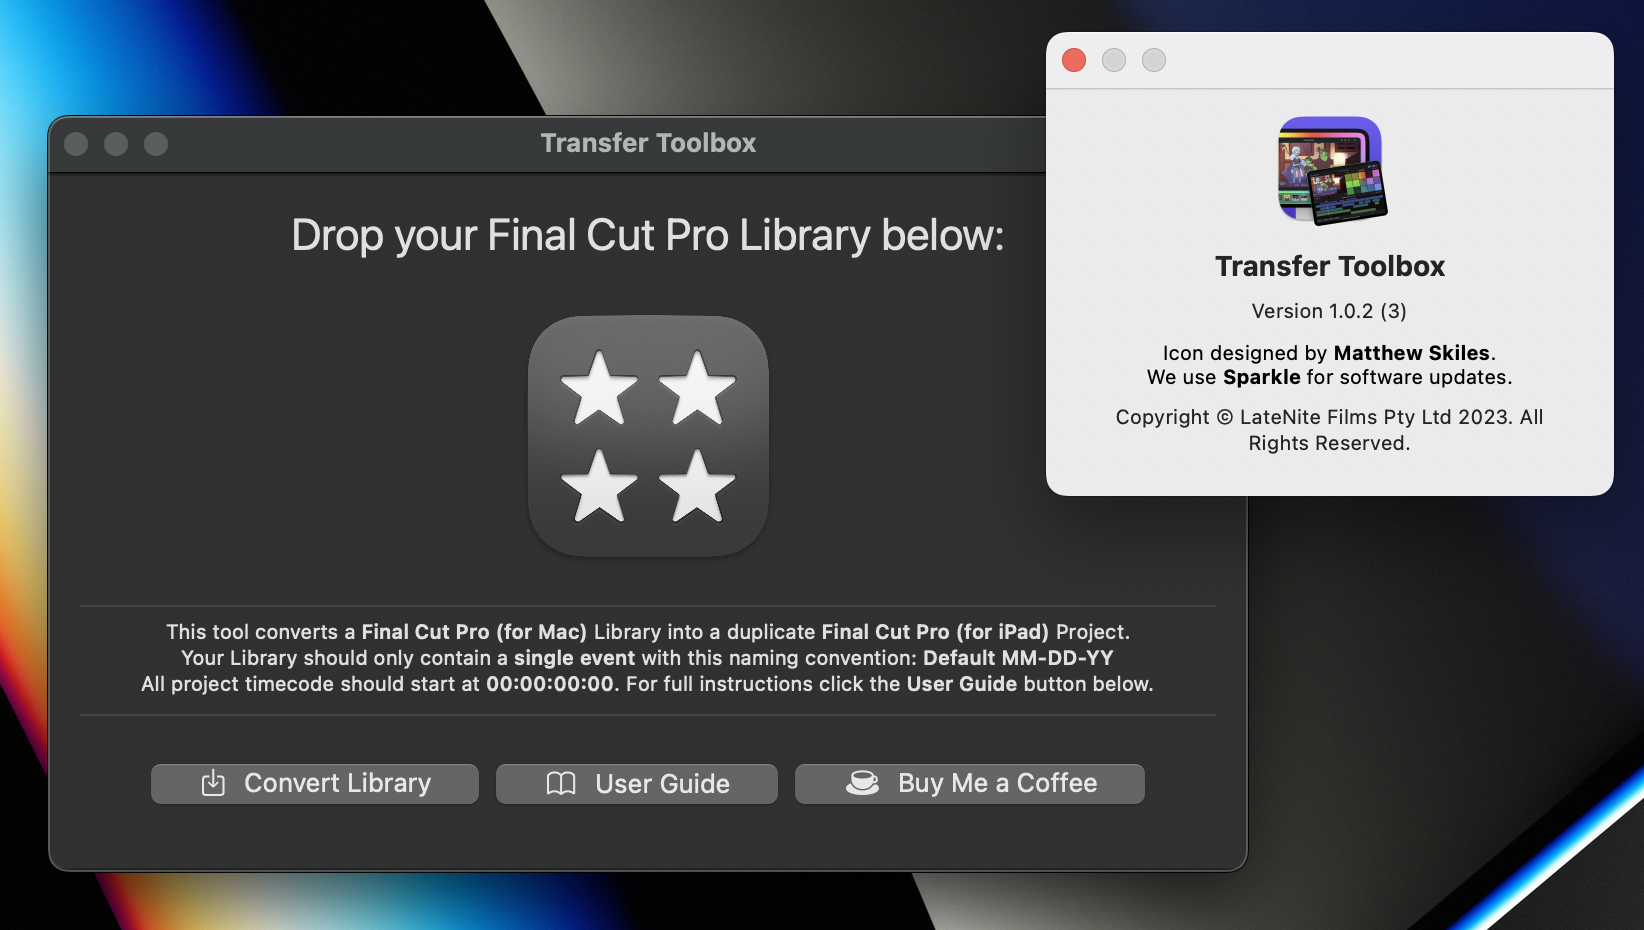 Transfer Toolbox
Drop your Final Cut Pro Library below:
This tool converts a Final Cut Pro (for Mac) Library into a duplicate Final Cut Pro (for iPad) Project.
Your Library should only contain a single event with this naming convention: Default MM-DD-YY
All project timecode should start at 00:00:00:00. For full instructions click the User Guide button below.
Convert Library
User Guide
Buy Me a Coffee
Transfer Toolbox
Version 1.0.2 (3)
Icon designed by Matthew Skiles.
We use Sparkle for software updates.
Copyright © LateNite Films Pty Ltd 2023. All
Rights Reserved.